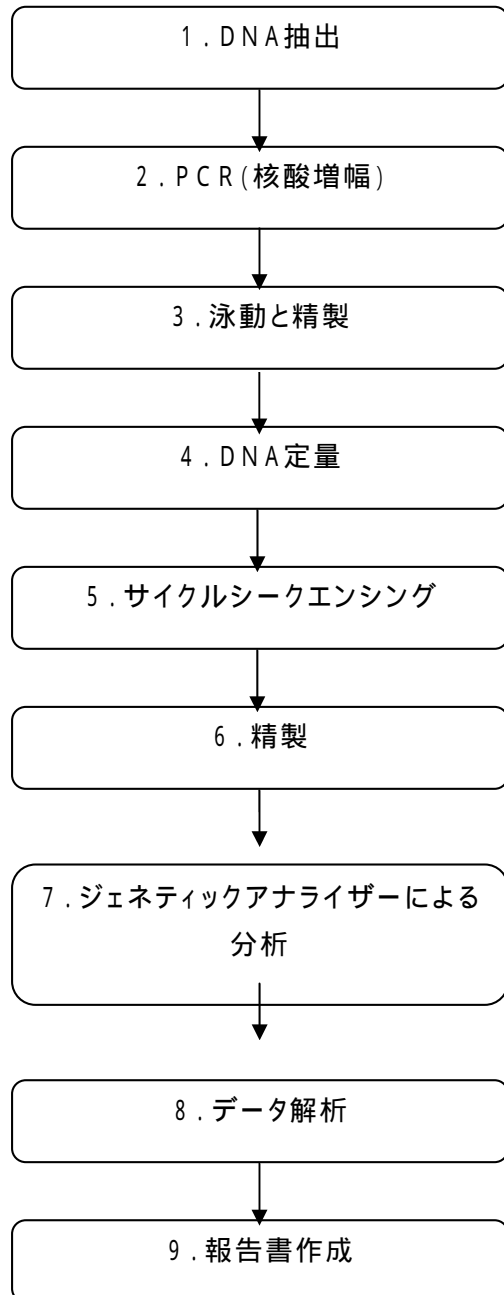 1．DNA抽出
2．PCR(核酸増幅)
3．泳動と精製
4．DNA定量
5．サイクルシークエンシング
6．精製
7．ジェネティックアナライザーによる
分析
8．データ解析
9．報告書作成